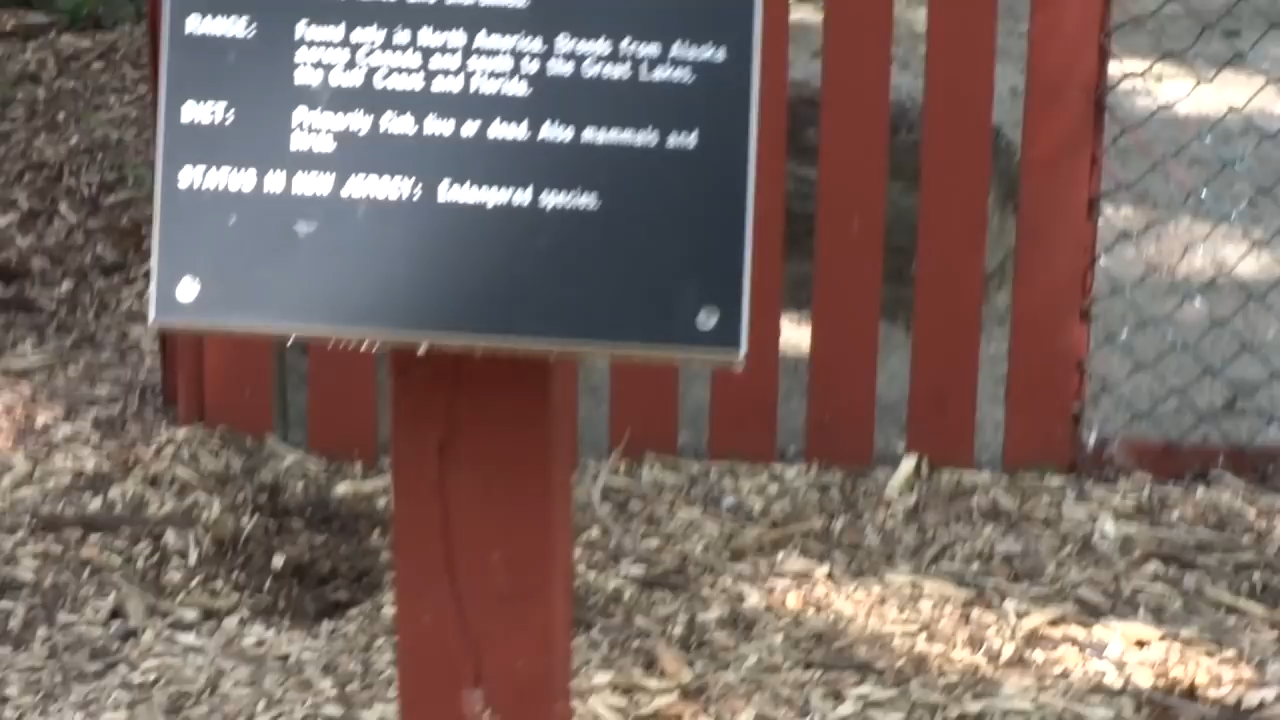 RANGE: Found only in North America. Breeds from Alaska
across Canada and south to the Great Lakes,
the Gulf Coast and Florida.
DIET: Primarily fish, live or dead. Also mammals and
birds.
STATUS IN NEW JERSEY: Endangered species.